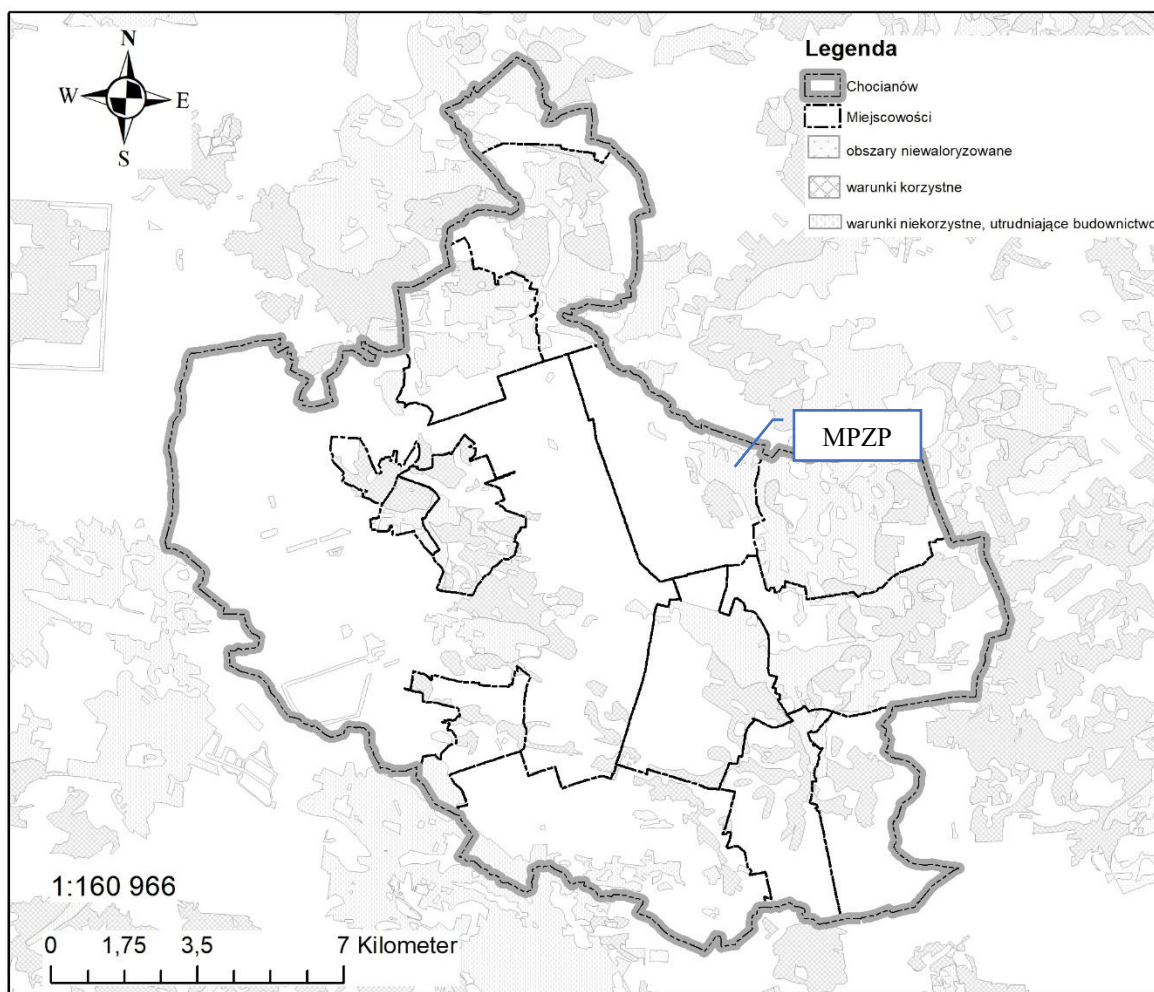 N
W
E
S
Legenda
Chocianów
Miejscowości
obszary niewaloryzowane
warunki korzystne
warunki niekorzystne, utrudniające budownictwo
MPZP
1:160 966
0 1,75 3,5 7 Kilometer